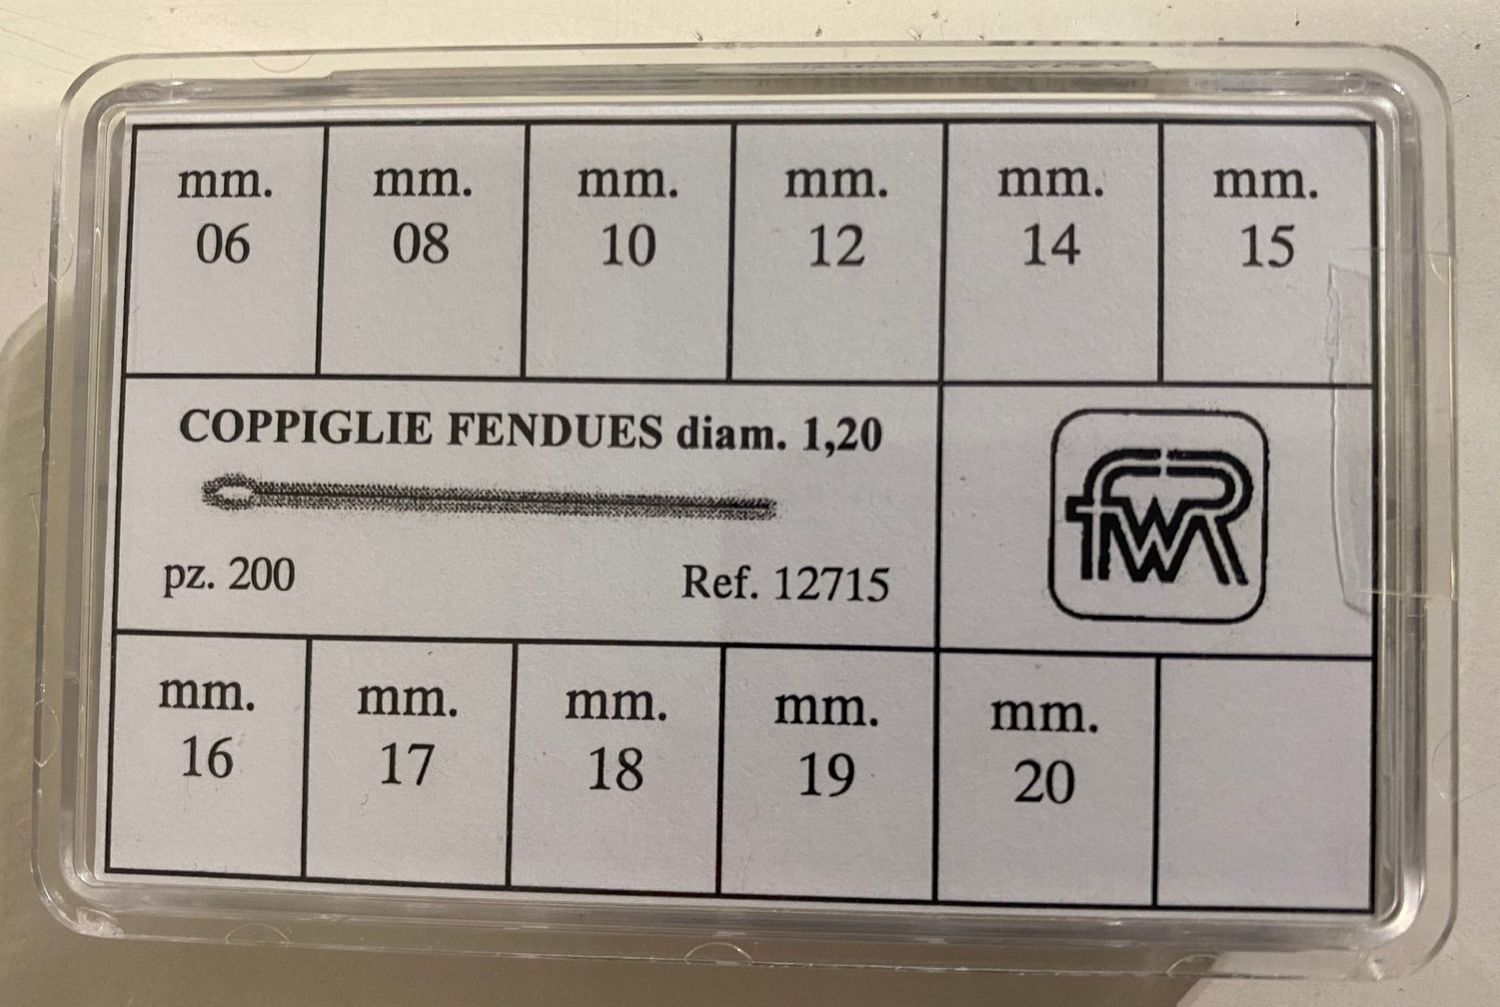 mm. mm. mm. mm. mm. mm.
06 08 10 12 14 15
COPPIGLIE FENDUES diam. 1,20
pz. 200 Ref. 12715
fWR
mm. mm. mm. mm. mm.
16 17 18 19 20